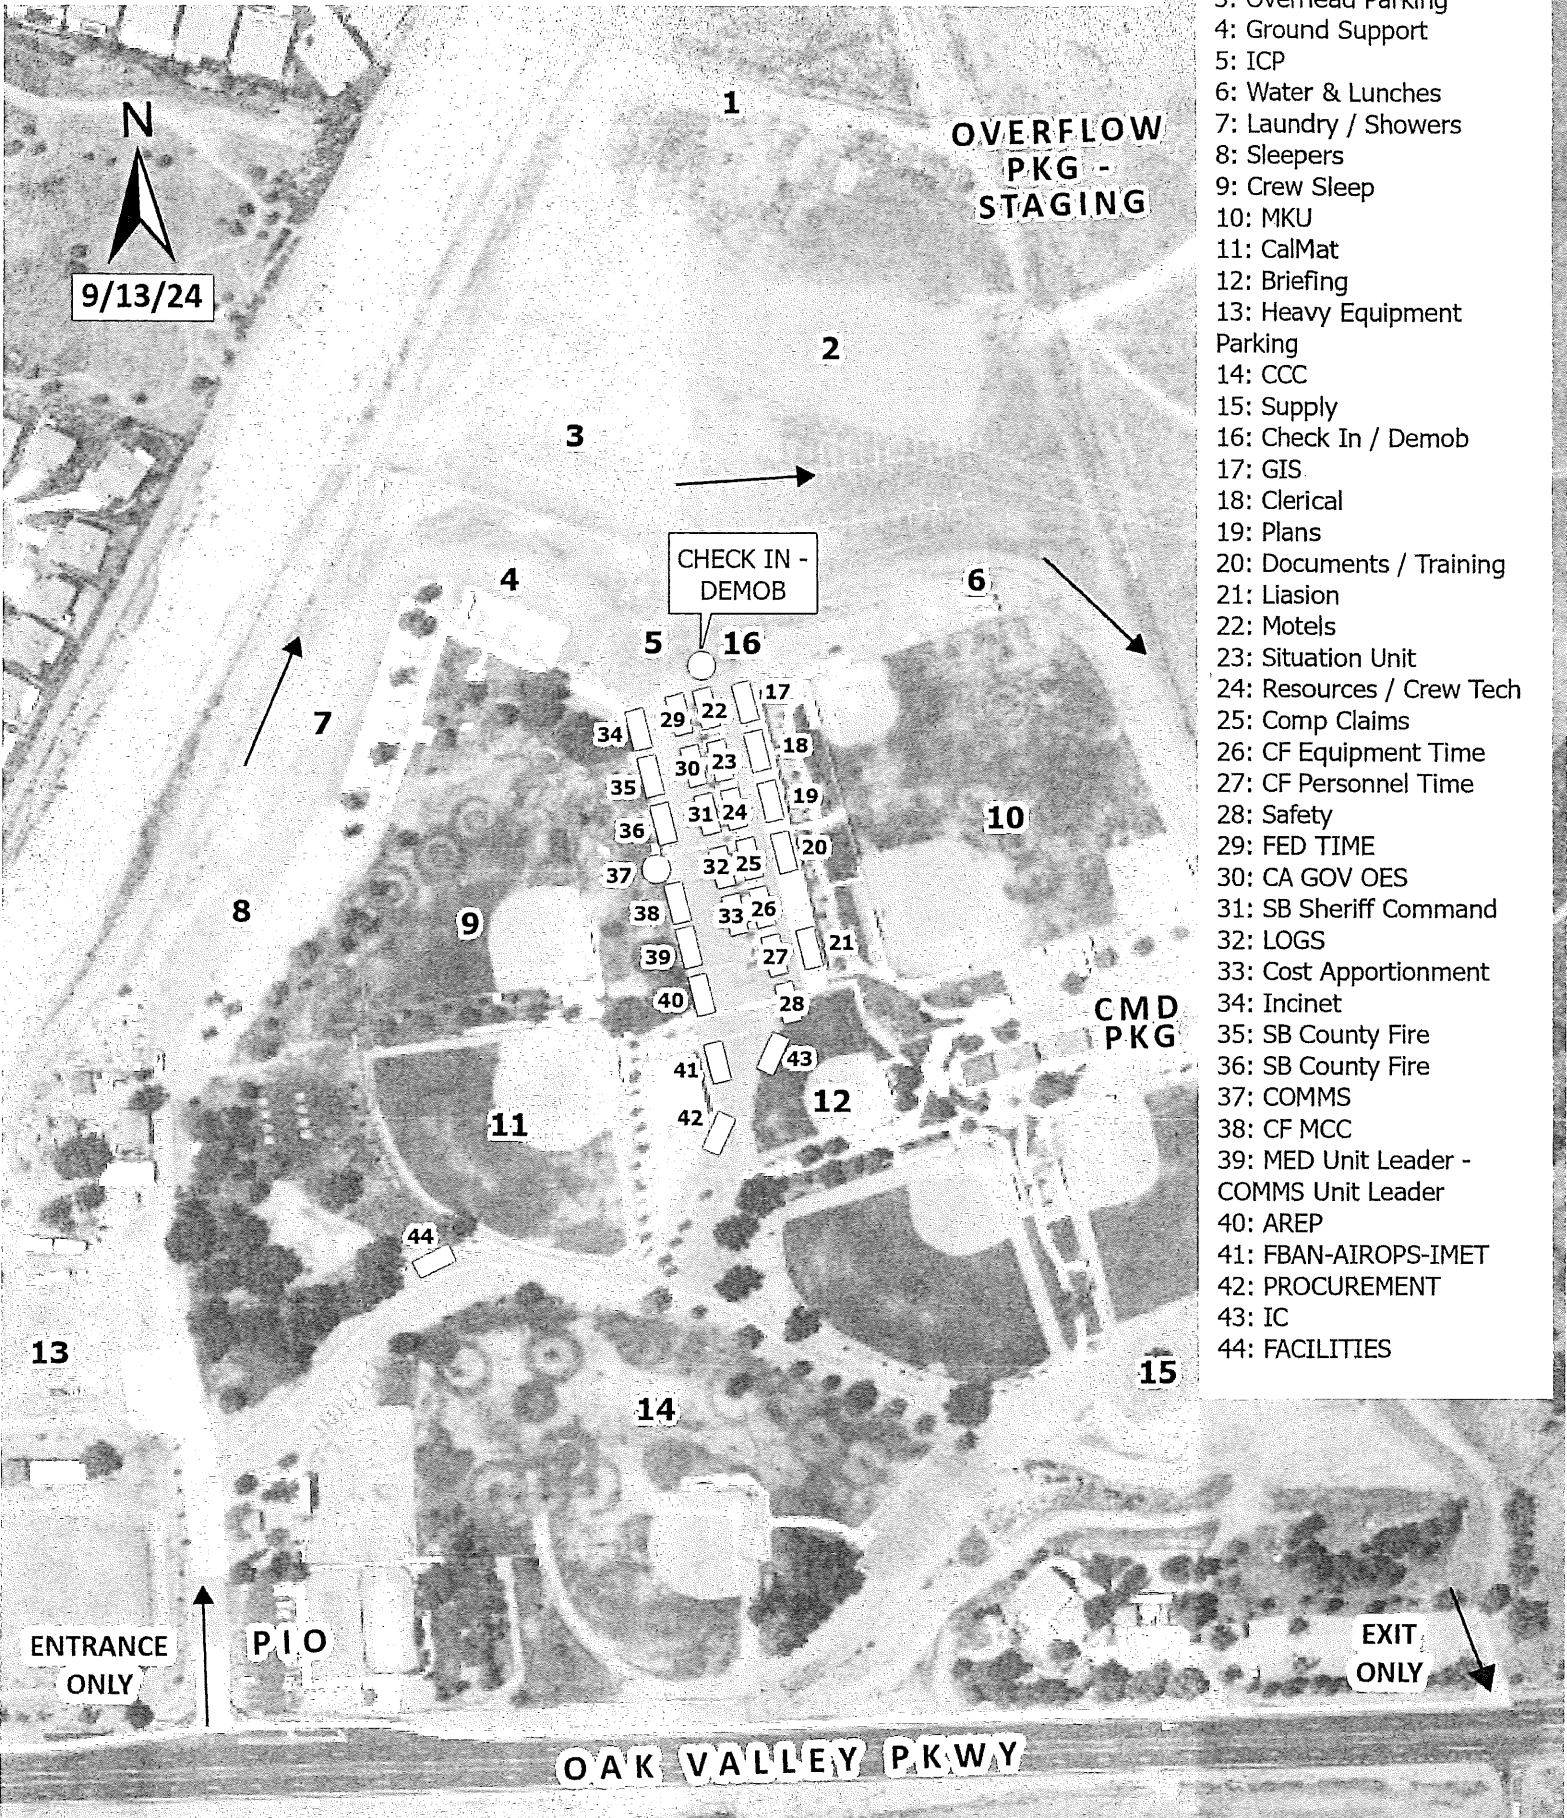 3: Overhead Parking
4: Ground Support
5: ICP
6: Water & Lunches
7: Laundry / Showers
8: Sleepers
9: Crew Sleep
10: MKU
11: CalMat
12: Briefing
13: Heavy Equipment
Parking
14: CCC
15: Supply
16: Check In / Demob
17: GIS
18: Clerical
19: Plans
20: Documents / Training
21: Liasion
22: Motels
23: Situation Unit
24: Resources / Crew Tech
25: Comp Claims
26: CF Equipment Time
27: CF Personnel Time
28: Safety
29: FED TIME
30: CA GOV OES
31: SB Sheriff Command
32: LOGS
33: Cost Apportionment
34: Incinet
35: SB County Fire
36: SB County Fire
37: COMMS
38: CF MCC
39: MED Unit Leader -
COMMS Unit Leader
40: AREP
41: FBAN-AIROPS-IMET
42: PROCUREMENT
43: IC
44: FACILITIES
N
9/13/24
1
OVERFLOW
PKG -
STAGING
2
3
CHECK IN -
DEMOB
4
6
5
16
7
17
22
29
34
18
23
30
35
19
24
31
36
10
20
25
32
37
8
9
26
33
38
21
27
39
40
28
CMD
PKG
41
43
12
42
11
44
13
15
14
ENTRANCE
ONLY
PIO
EXIT
ONLY
OAK VALLEY PKWY